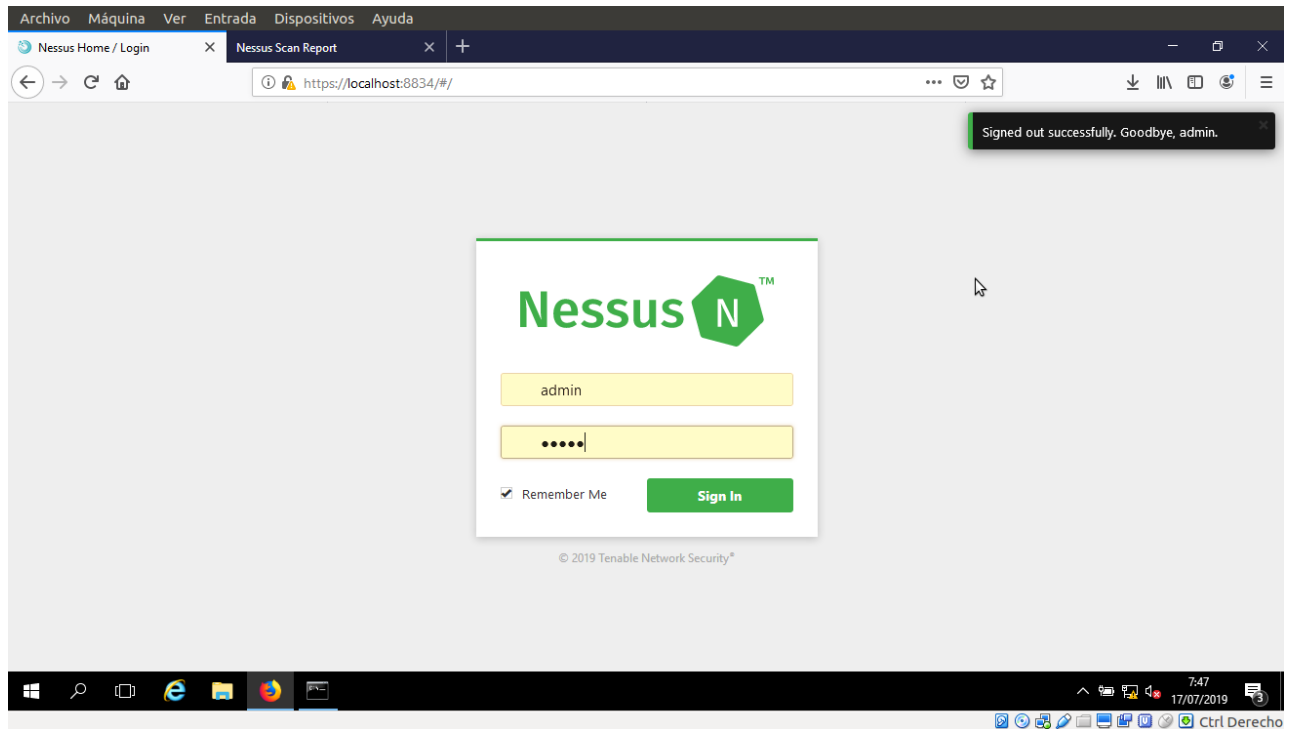 Archivo Máquina Ver Entrada Dispositivos Ayuda
Nessus Home / Login
Nessus Scan Report
https://localhost:8834/#/
Signed out successfully. Goodbye, admin.
Nessus N ™
admin
•••••
Remember Me
Sign In
© 2019 Tenable Network Security®
7:47
17/07/2019
3
Ctrl Derecho